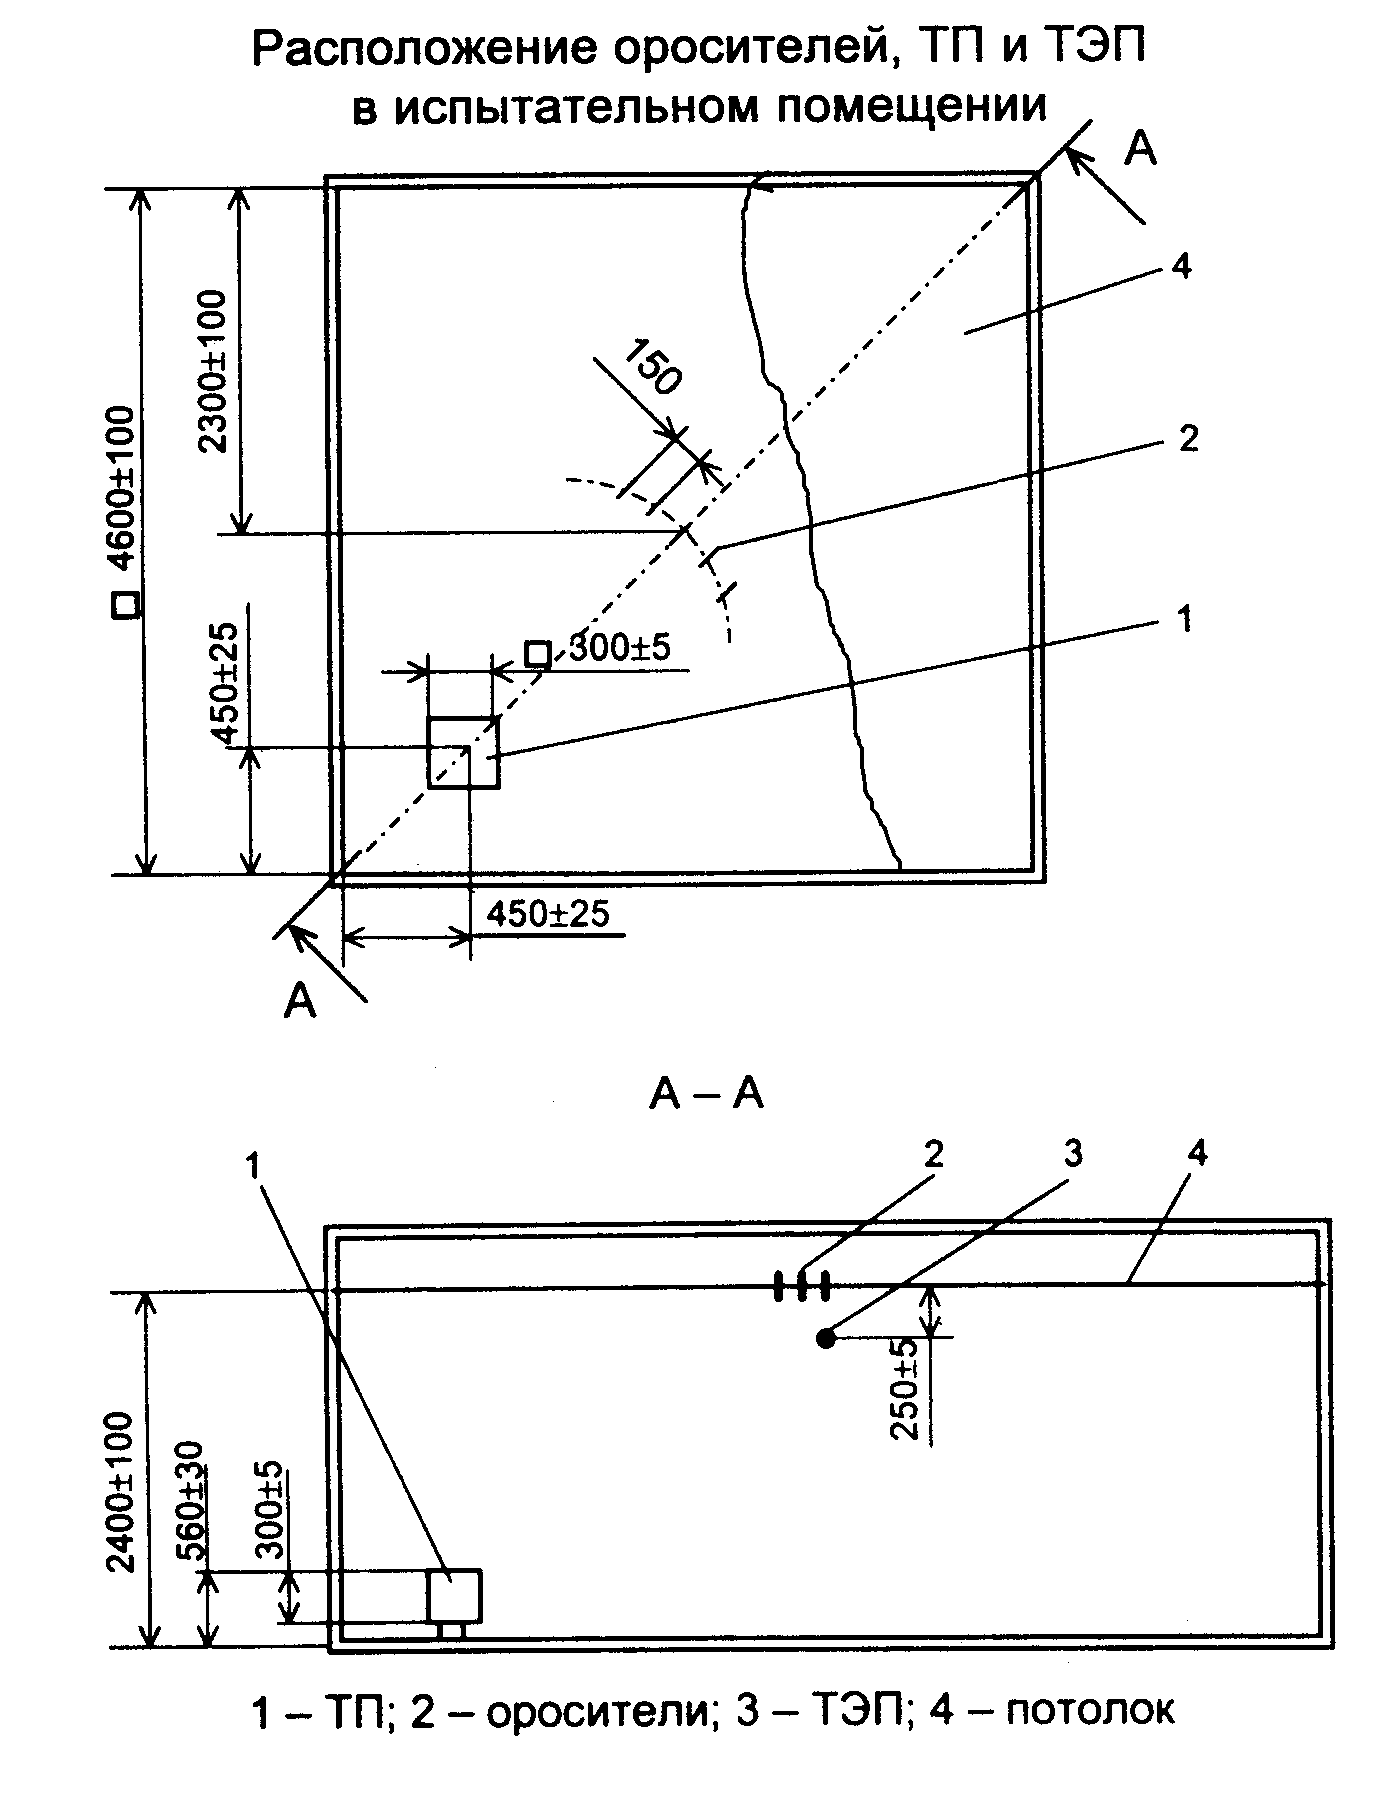 Расположение оросителей, ТП и ТЭП
в испытательном помещении
А
4
2300±100
150
□ 4600±100
2
450±25
□ 300±5
1
450±25
А
А – А
1
2
3
4
250±5
2400±100
560±30
300±5
1 – ТП; 2 – оросители; 3 – ТЭП; 4 – потолок